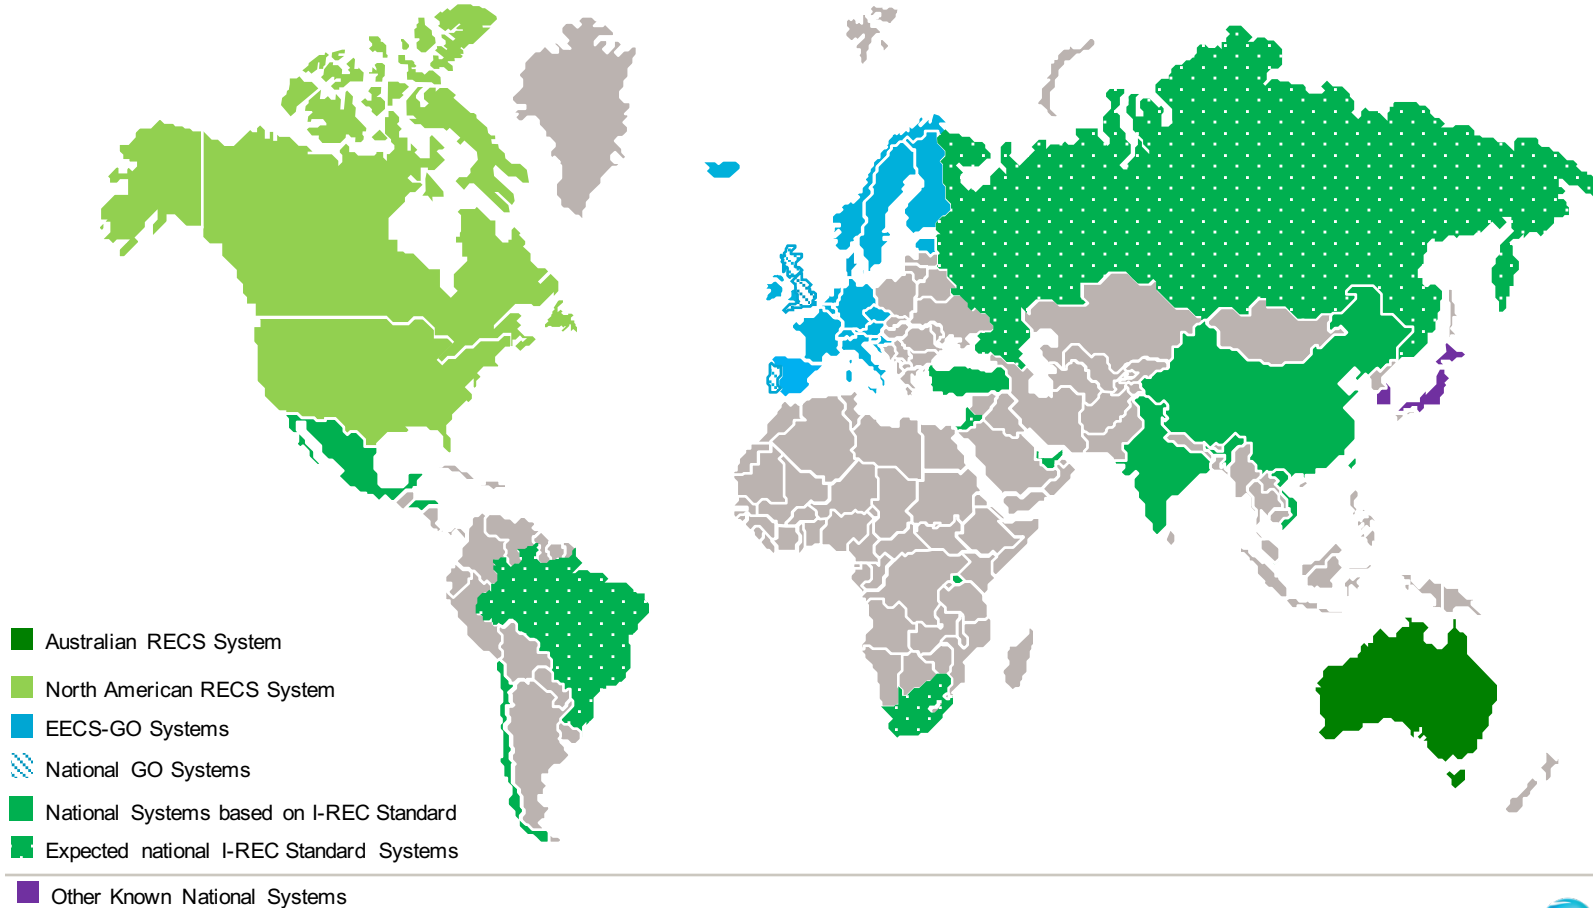 Australian RECS System
North American RECS System
EECS-GO Systems
National GO Systems
National Systems based on I-REC Standard
Expected national I-REC Standard Systems
Other Known National Systems